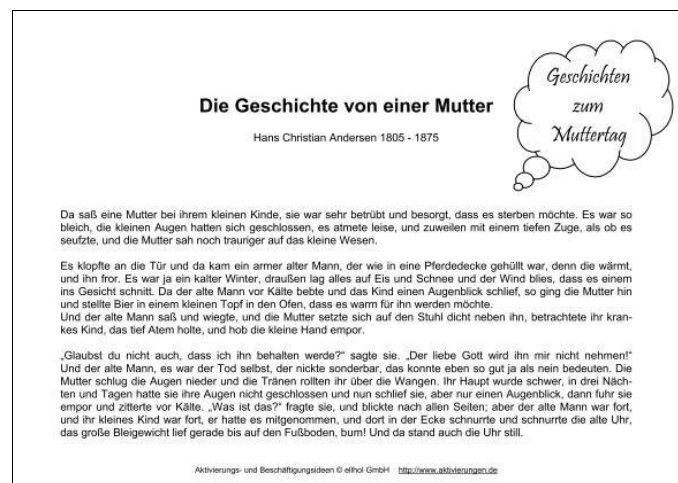 Geschichten
zum
Muttertag
Die Geschichte von einer Mutter
Hans Christian Andersen 1805 - 1875
Da saß eine Mutter bei ihrem kleinen Kinde, sie war sehr betrübt und besorgt, dass es sterben möchte. Es war so
bleich, die kleinen Augen hatten sich geschlossen, es atmete leise, und zuweilen mit einem tiefen Zuge, als ob es
seufzte, und die Mutter sah noch trauriger auf das kleine Wesen.
Es klopfte an die Tür und da kam ein armer alter Mann, der wie in eine Pferdedecke gehüllt war, denn die wärmt,
und ihn fror. Es war ja ein kalter Winter, draußen lag alles auf Eis und Schnee und der Wind blies, dass es einem
ins Gesicht schnitt. Da der alte Mann vor Kälte bebte und das Kind einen Augenblick schlief, so ging die Mutter hin
und stellte Bier in einem kleinen Topf in den Ofen, dass es warm für ihn werden möchte.
Und der alte Mann saß und wiegte, und die Mutter setzte sich auf den Stuhl dicht neben ihn, betrachtete ihr kran-
kes Kind, das tief Atem holte, und hob die kleine Hand empor.
„Glaubst du nicht auch, dass ich ihn behalten werde?“ sagte sie. „Der liebe Gott wird ihn mir nicht nehmen!“
Und der alte Mann, es war der Tod selbst, der nickte sonderbar, das konnte eben so gut ja als nein bedeuten. Die
Mutter schlug die Augen nieder und die Tränen rollten ihr über die Wangen. Ihr Haupt wurde schwer, in drei Näch-
ten und Tagen hatte sie ihre Augen nicht geschlossen und nun schlief sie, aber nur einen Augenblick, dann fuhr sie
empor und zitterte vor Kälte. „Was ist das?“ fragte sie, und blickte nach allen Seiten; aber der alte Mann war fort,
und ihr kleines Kind war fort, er hatte es mitgenommen, und dort in der Ecke schnurrte und schnurrte die alte Uhr,
das große Bleigewicht lief gerade bis auf den Fußboden, bum! Und da stand auch die Uhr still.
Aktivierungs- und Beschäftigungsideen © ellhol GmbH http://www.aktivierungen.de